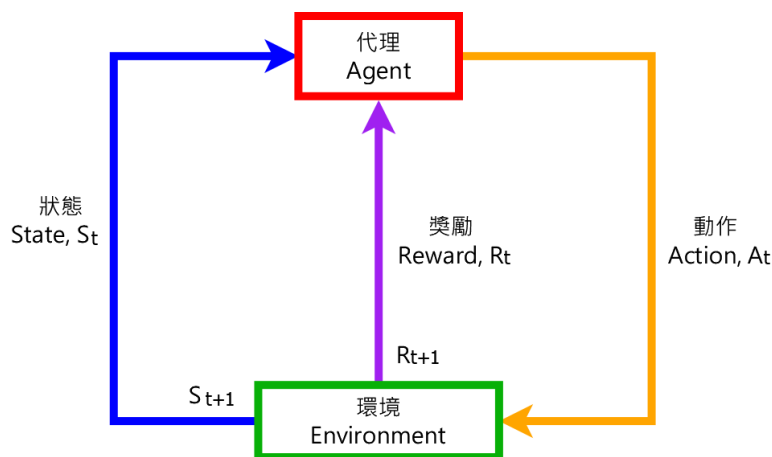 代理
Agent
狀態
State, St
獎勵
Reward, Rt
動作
Action, At
Rt+1
St+1
環境
Environment